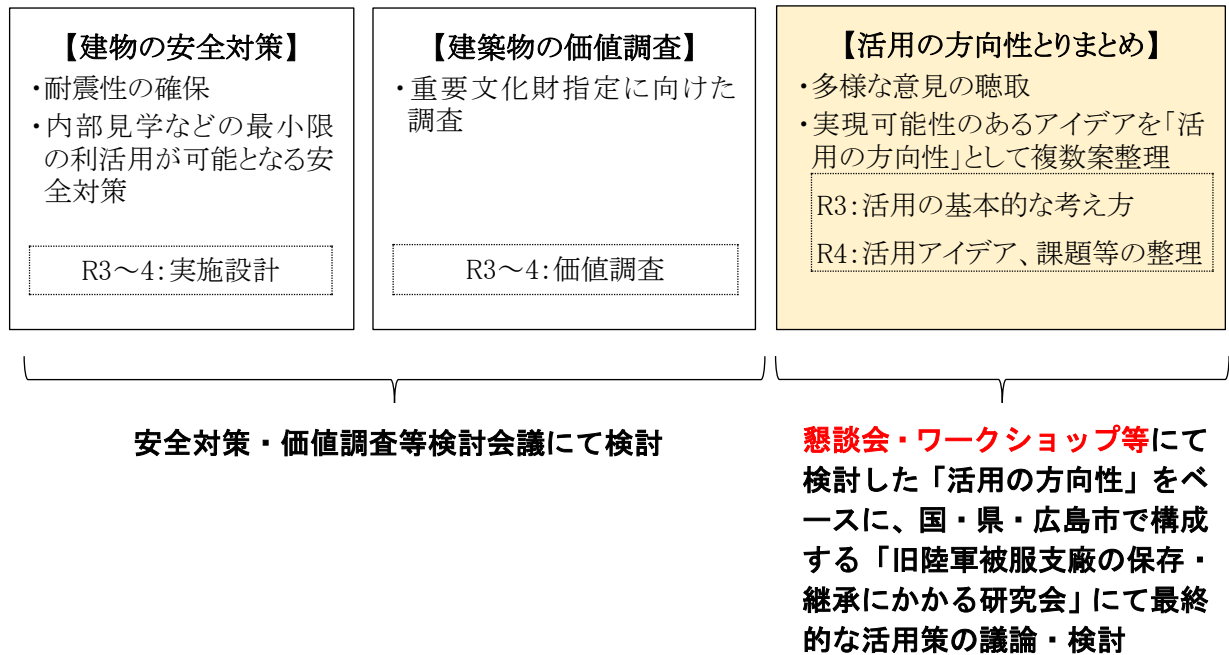 【建物の安全対策】
・耐震性の確保
・内部見学などの最小限
の利活用が可能となる安
全対策
R3～4：実施設計
【建築物の価値調査】
・重要文化財指定に向けた
調査
R3～4：価値調査
【活用の方向性とりまとめ】
・多様な意見の聴取
・実現可能性のあるアイデアを「活
用の方向性」として複数案整理
R3：活用の基本的な考え方
R4：活用アイデア、課題等の整理
安全対策・価値調査等検討会議にて検討
懇談会・ワークショップ等にて
検討した「活用の方向性」をベ
ースに、国・県・広島市で構成
する「旧陸軍被服支廠の保存・
継承にかかる研究会」にて最終
的な活用策の議論・検討